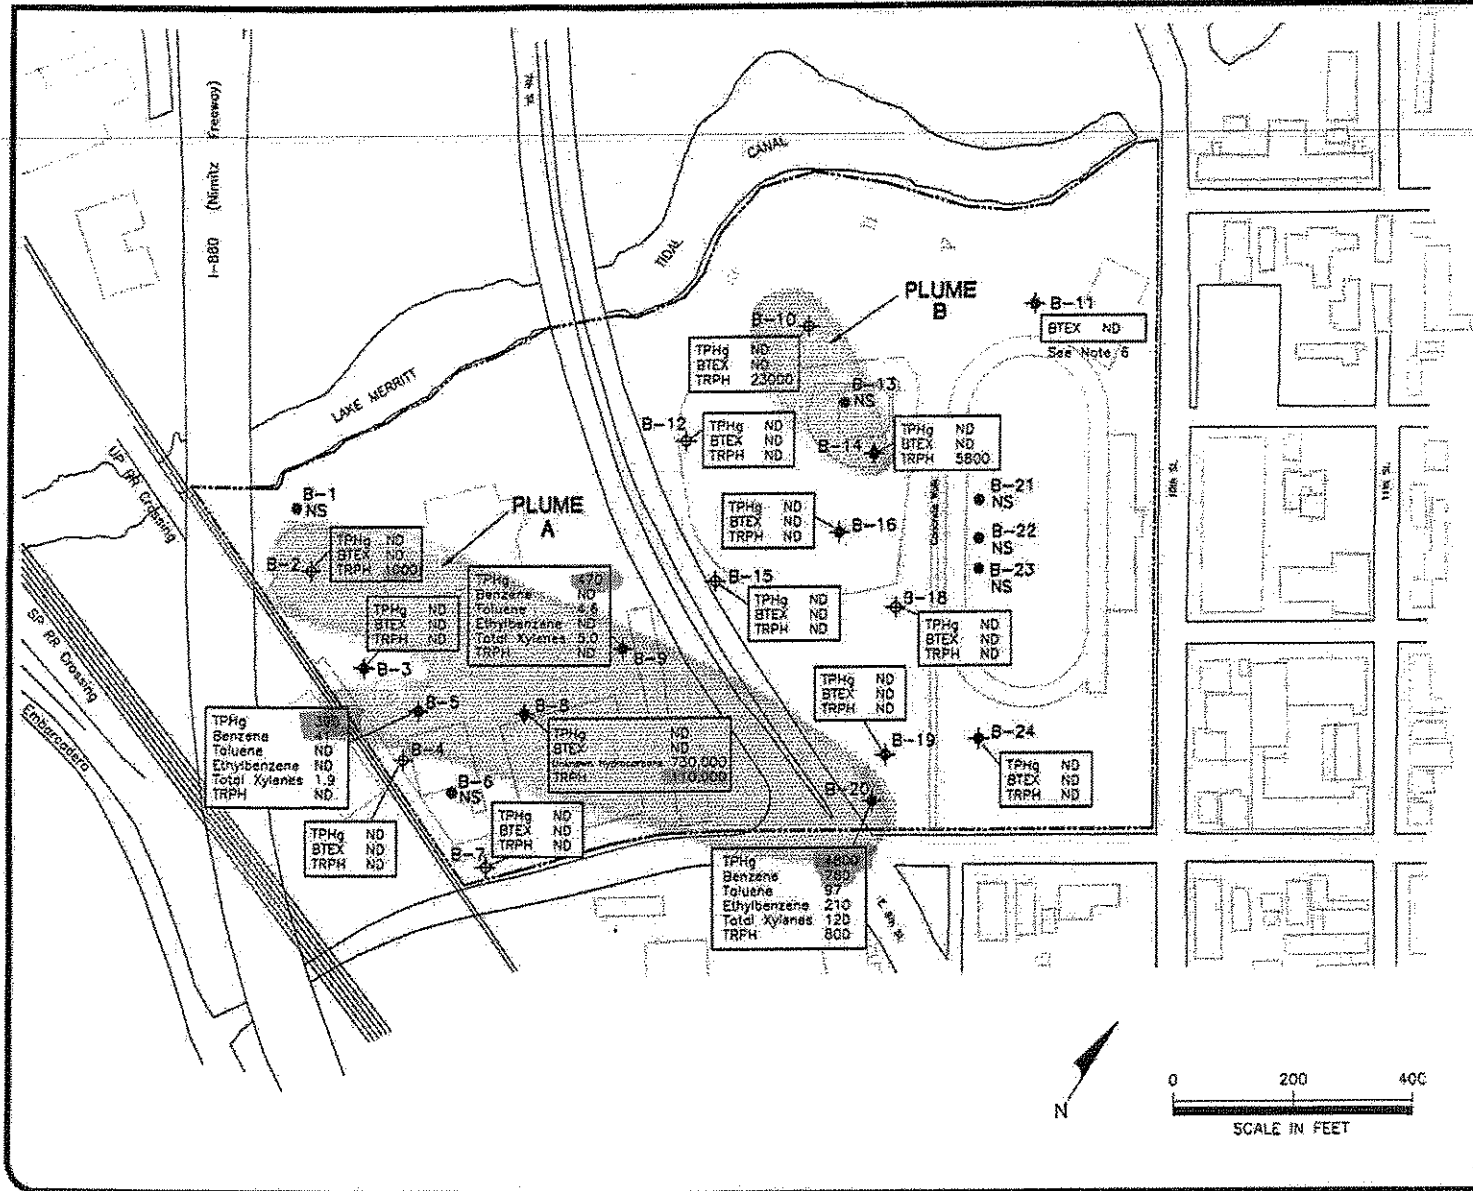 7th St.
I-880 (Nimitz Freeway)
CANAL
TIDAL
LAKE MERRITT
PLUME
B
B-10
B-11
BTEX ND
See Note 6
TPHg ND
BTEX ND
TRPH 23000
B-13
NS
B-12
TPHg ND
BTEX ND
TRPH ND
B-14
TPHg ND
BTEX ND
TRPH 5800
UP RR Crossing
B-1
NS
PLUME
A
B-21
NS
B-22
NS
B-23
NS
10th St.
11th St.
TPHg ND
BTEX ND
TRPH ND
B-16
B-2
TPHg ND
BTEX ND
TRPH 1000
TPHg 470
Benzene ND
Toluene 4.6
Ethylbenzene ND
Total Xylenes 5.0
TRPH ND
B-15
TPHg ND
BTEX ND
TRPH ND
B-18
TPHg ND
BTEX ND
TRPH ND
TPHg ND
BTEX ND
TRPH ND
B-3
B-9
SP RR Crossing
Embarcadero
TPHg ND
BTEX ND
TRPH ND
B-19
B-5
B-8
TPHg
Benzene
Toluene ND
Ethylbenzene ND
Total Xylenes 1.9
TRPH ND
TPHg ND
BTEX ND
Unknown Hydrocarbons 730,000
TRPH 110,000
B-24
TPHg ND
BTEX ND
TRPH ND
B-4
B-6
NS
B-20
TPHg ND
BTEX ND
TRPH ND
TPHg ND
BTEX ND
TRPH ND
B-7
TPHg
Benzene
Toluene 97
Ethylbenzene 210
Total Xylenes 120
TRPH 800
E. 8th St.
N
0 200 400
SCALE IN FEET